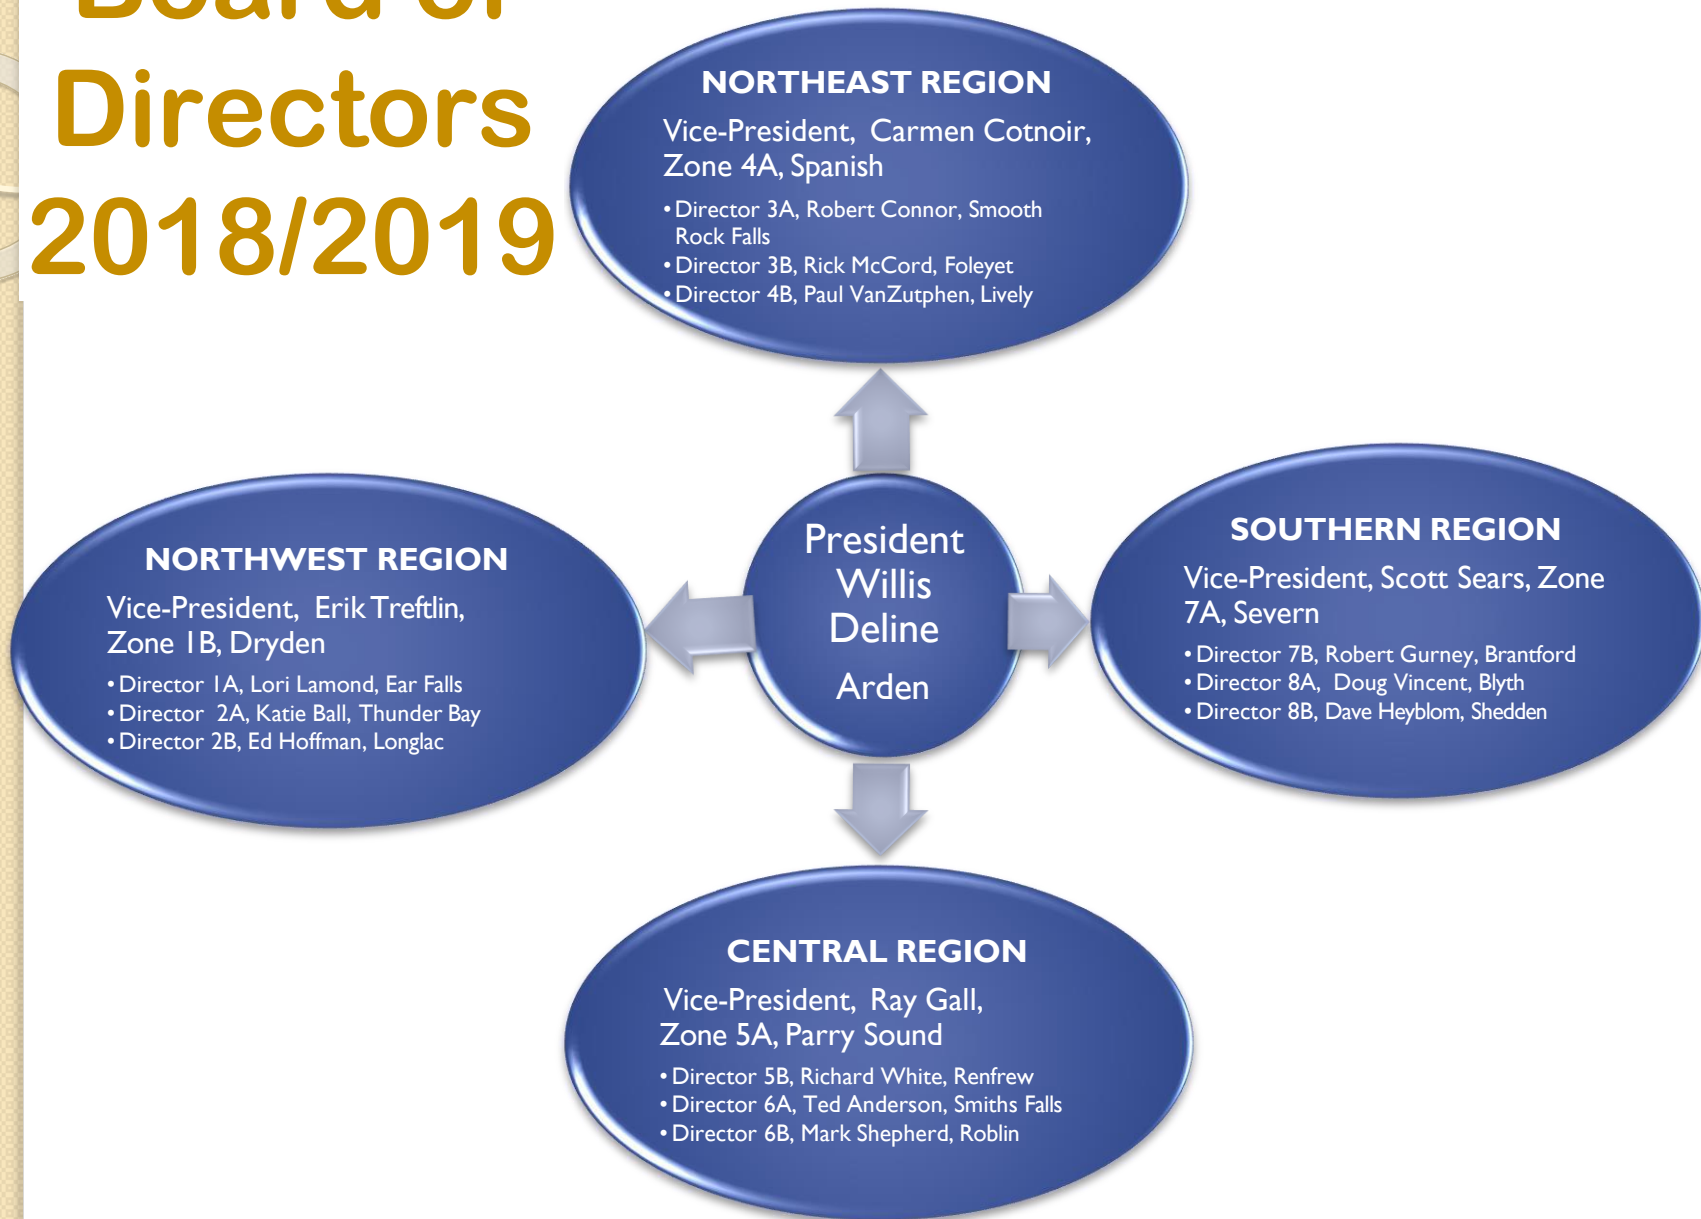 Board of
Directors
2018/2019
NORTHEAST REGION
Vice-President, Carmen Cotnoir,
Zone 4A, Spanish
• Director 3A, Robert Connor, Smooth
Rock Falls
• Director 3B, Rick McCord, Foleyet
• Director 4B, Paul VanZutphen, Lively
NORTHWEST REGION
Vice-President, Erik Treftlin,
Zone 1B, Dryden
• Director 1A, Lori Lamond, Ear Falls
• Director 2A, Katie Ball, Thunder Bay
• Director 2B, Ed Hoffman, Longlac
President
Willis
Deline
Arden
SOUTHERN REGION
Vice-President, Scott Sears, Zone
7A, Severn
• Director 7B, Robert Gurney, Brantford
• Director 8A, Doug Vincent, Blyth
• Director 8B, Dave Heyblom, Shedden
CENTRAL REGION
Vice-President, Ray Gall,
Zone 5A, Parry Sound
• Director 5B, Richard White, Renfrew
• Director 6A, Ted Anderson, Smiths Falls
• Director 6B, Mark Shepherd, Roblin